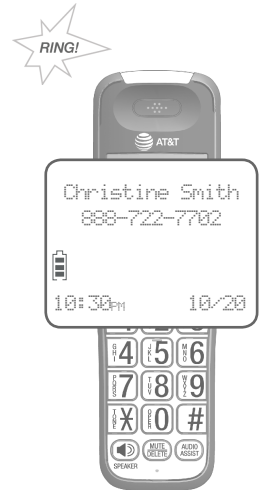 RING!
AT&T
Christine Smith
888-722-7702
10:30PM 10/20
GHI 4 JKL 5 MNO 6
PQRS 7 TUV 8 WXYZ 9
TONE * OPER 0 #
MUTE DELETE AUDIO ASSIST
SPEAKER